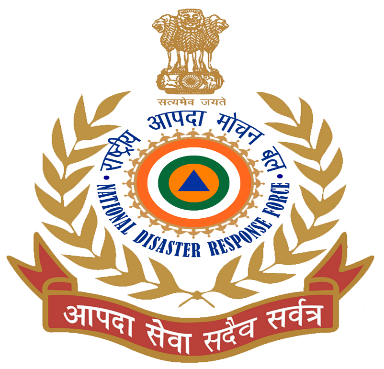 सत्यमेव जयते
राष्ट्रीय आपदा मोचन बल
NATIONAL DISASTER RESPONSE FORCE
आपदा सेवा सदैव सर्वत्र